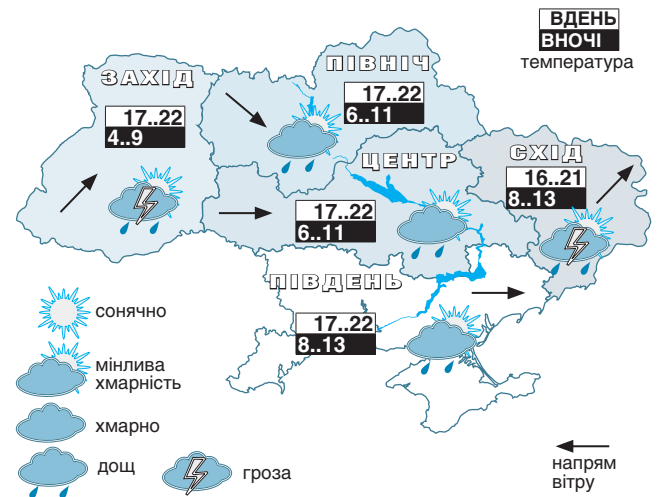 ВДЕНЬ
ВНОЧІ
температура
ЗАХІД
17..22
4..9
ПІВНІЧ
17..22
6..11
ЦЕНТР
17..22
6..11
СХІД
16..21
8..13
ПІВДЕНЬ
17..22
8..13
сонячно
мінлива
хмарність
хмарно
дощ
гроза
напрям
вітру